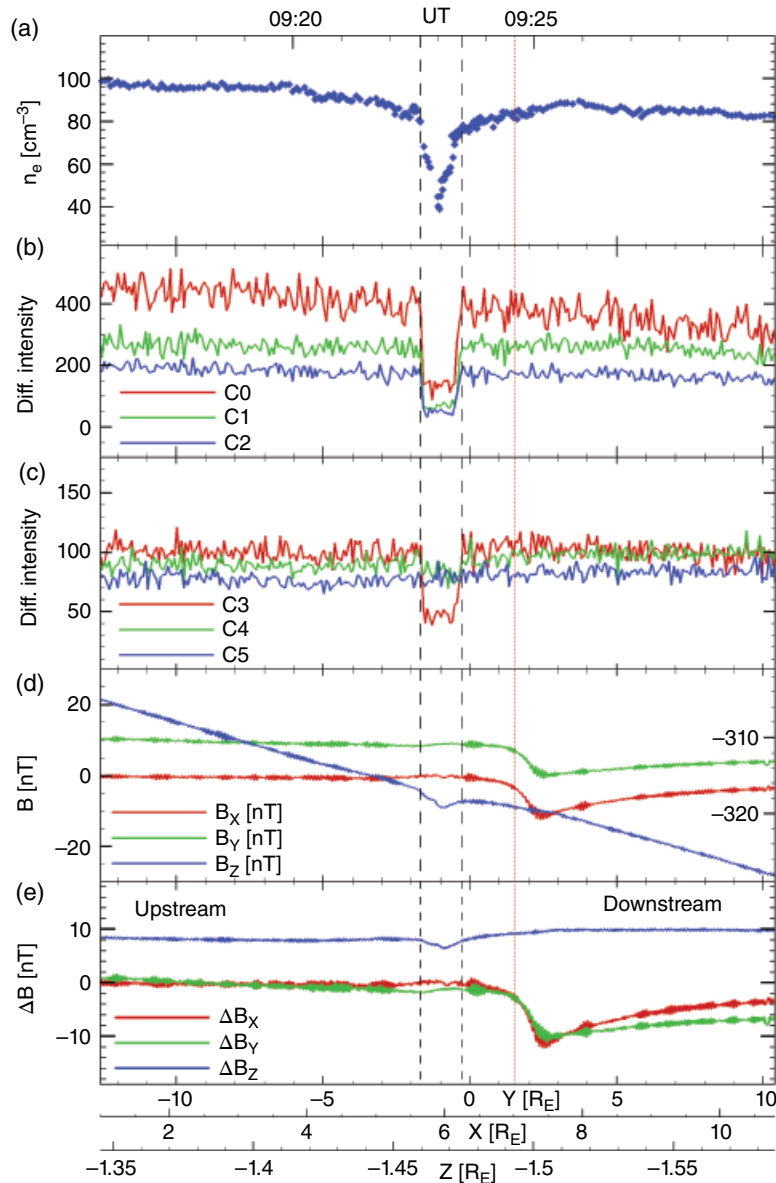 (a)
09:20 UT 09:25
100
80
60
40
nₑ [cm⁻³]
(b)
400
200
0
Diff. intensity
C0
C1
C2
(c)
150
100
50
Diff. intensity
C3
C4
C5
(d)
20
0
−20
B [nT]
−310
−320
B_X [nT]
B_Y [nT]
B_Z [nT]
(e)
Upstream Downstream
10
0
−10
ΔB [nT]
ΔB_X
ΔB_Y
ΔB_Z
−10 −5 0 Y [R_E] 5 10
2 4 6 X [R_E] 8 10
−1.35 −1.4 −1.45 Z [R_E] −1.5 −1.55